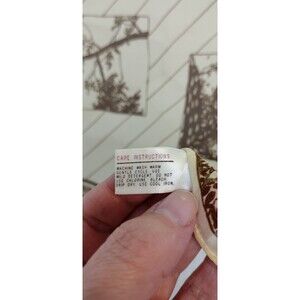 CARE INSTRUCTIONS
MACHINE WASH WARM
GENTLE CYCLE USE
MILD DETERGENT. DO NOT
USE CHLORINE BLEACH
DRIP DRY. USE COOL IRON.